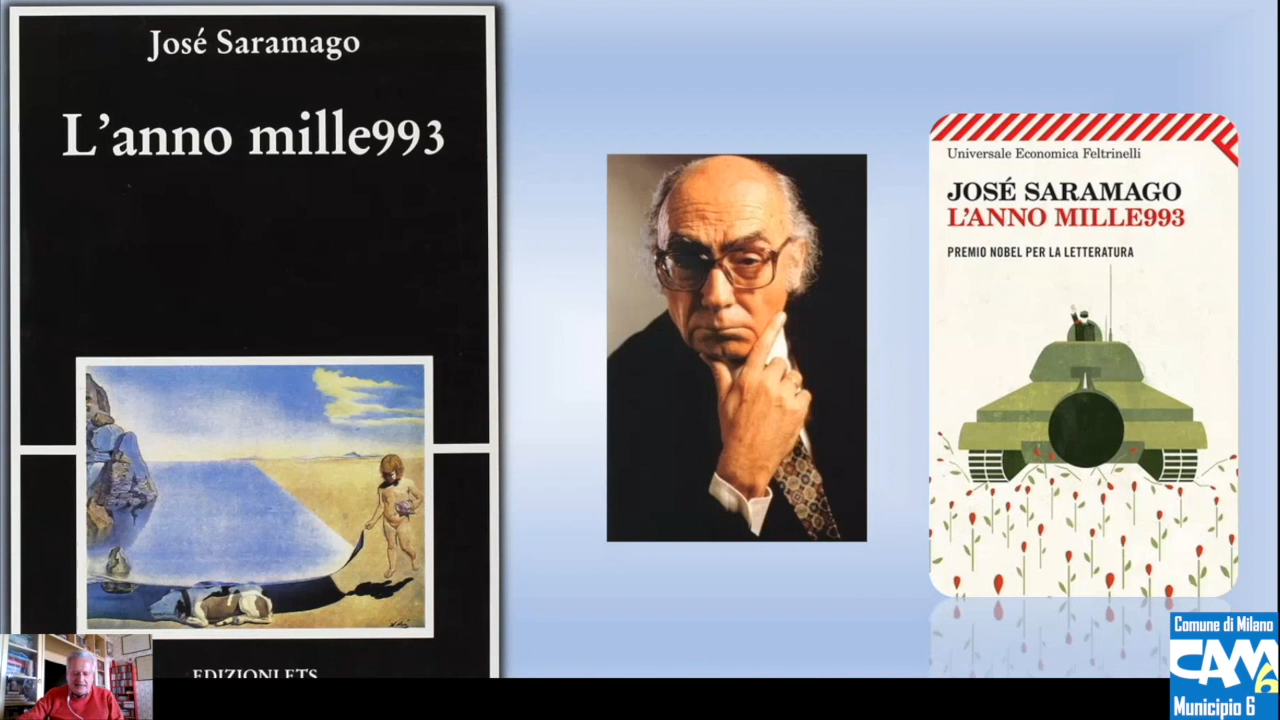 José Saramago
L'anno mille993
EDIZIONI ETS
Universale Economica Feltrinelli
JOSÉ SARAMAGO
L'ANNO MILLE993
PREMIO NOBEL PER LA LETTERATURA
Comune di Milano
CAM
6
Municipio 6